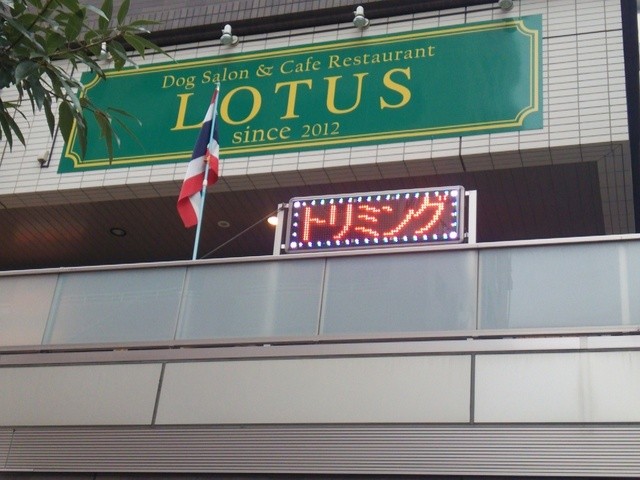 Dog Salon & Cafe Restaurant
LOTUS
since 2012
トリミング